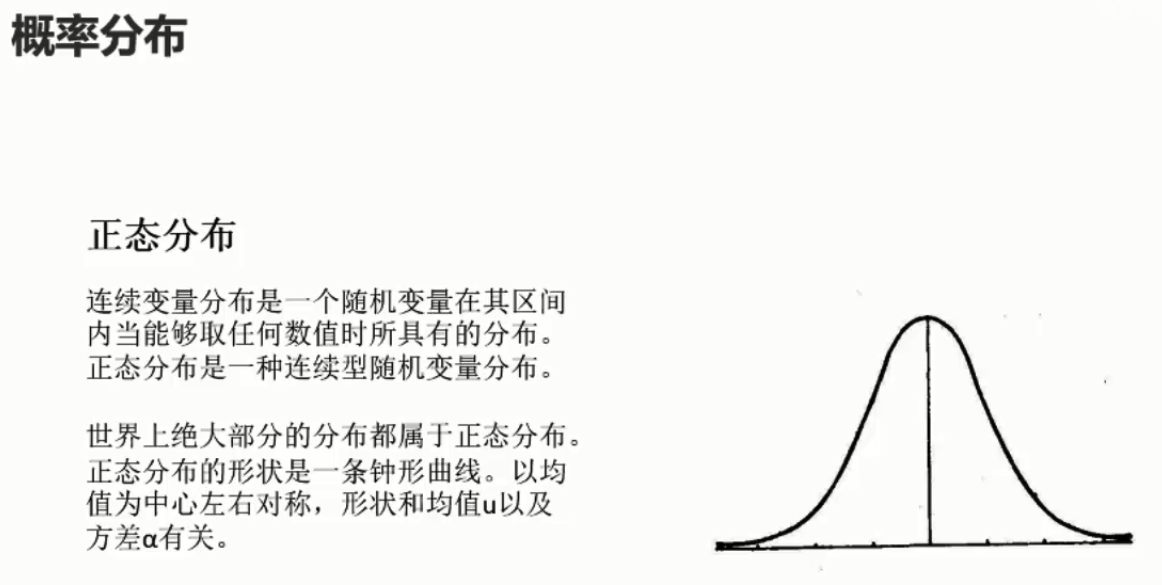 概率分布
正态分布
连续变量分布是一个随机变量在其区间
内当能够取任何数值时所具有的分布。
正态分布是一种连续型随机变量分布。
世界上绝大部分的分布都属于正态分布。
正态分布的形状是一条钟形曲线。以均
值为中心左右对称，形状和均值u以及
方差α有关。